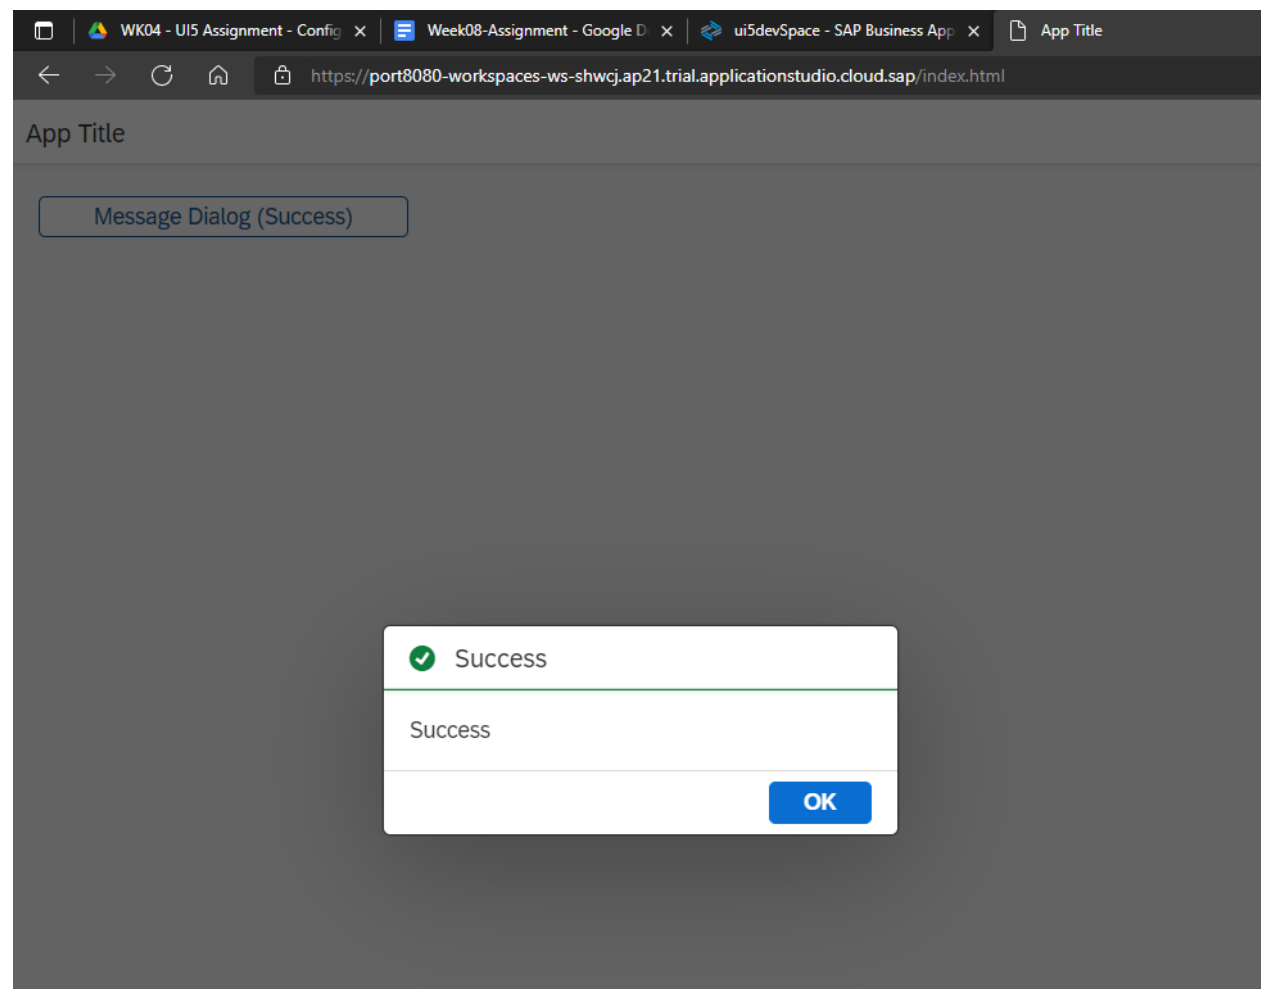 WK04 - UI5 Assignment - Config
Week08-Assignment - Google D
ui5devSpace - SAP Business App
App Title
https://port8080-workspaces-ws-shwcj.ap21.trial.applicationstudio.cloud.sap/index.html
App Title
Message Dialog (Success)
Success
Success
OK